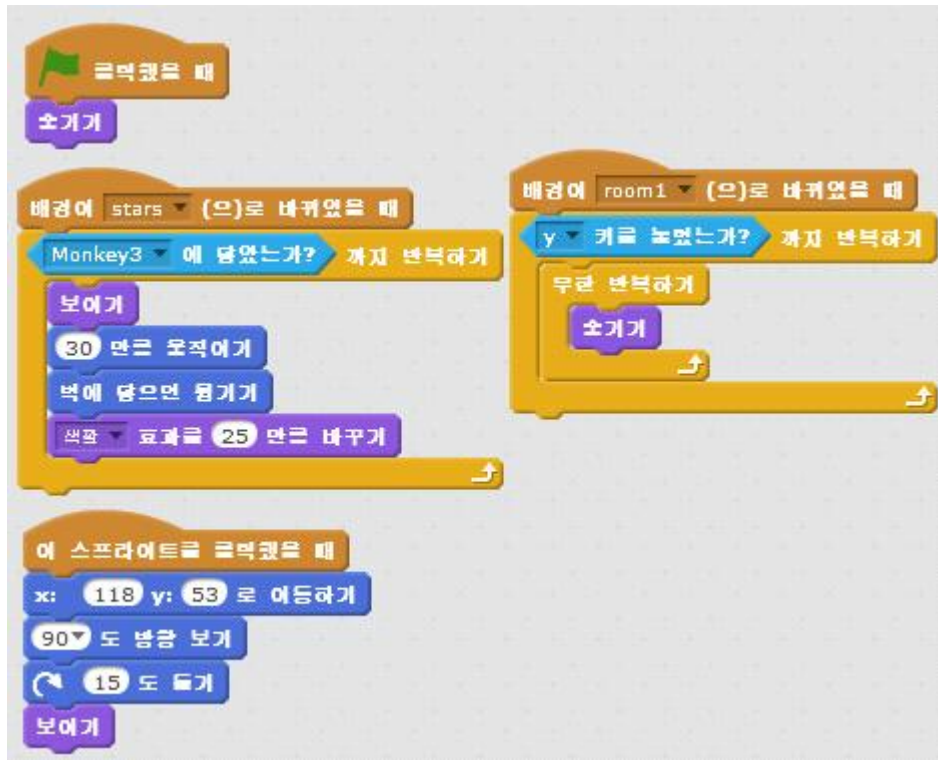 클릭했을 때
숨기기
배경이 stars (으)로 바뀌었을 때
Monkey3 에 닿았는가? 까지 반복하기
보이기
30 만큼 움직이기
벽에 닿으면 튕기기
색깔 효과를 25 만큼 바꾸기
배경이 room1 (으)로 바뀌었을 때
y 키를 눌렀는가? 까지 반복하기
무한 반복하기
숨기기
이 스프라이트를 클릭했을 때
x: 118 y: 53 로 이동하기
90 도 방향 보기
15 도 돌기
보이기